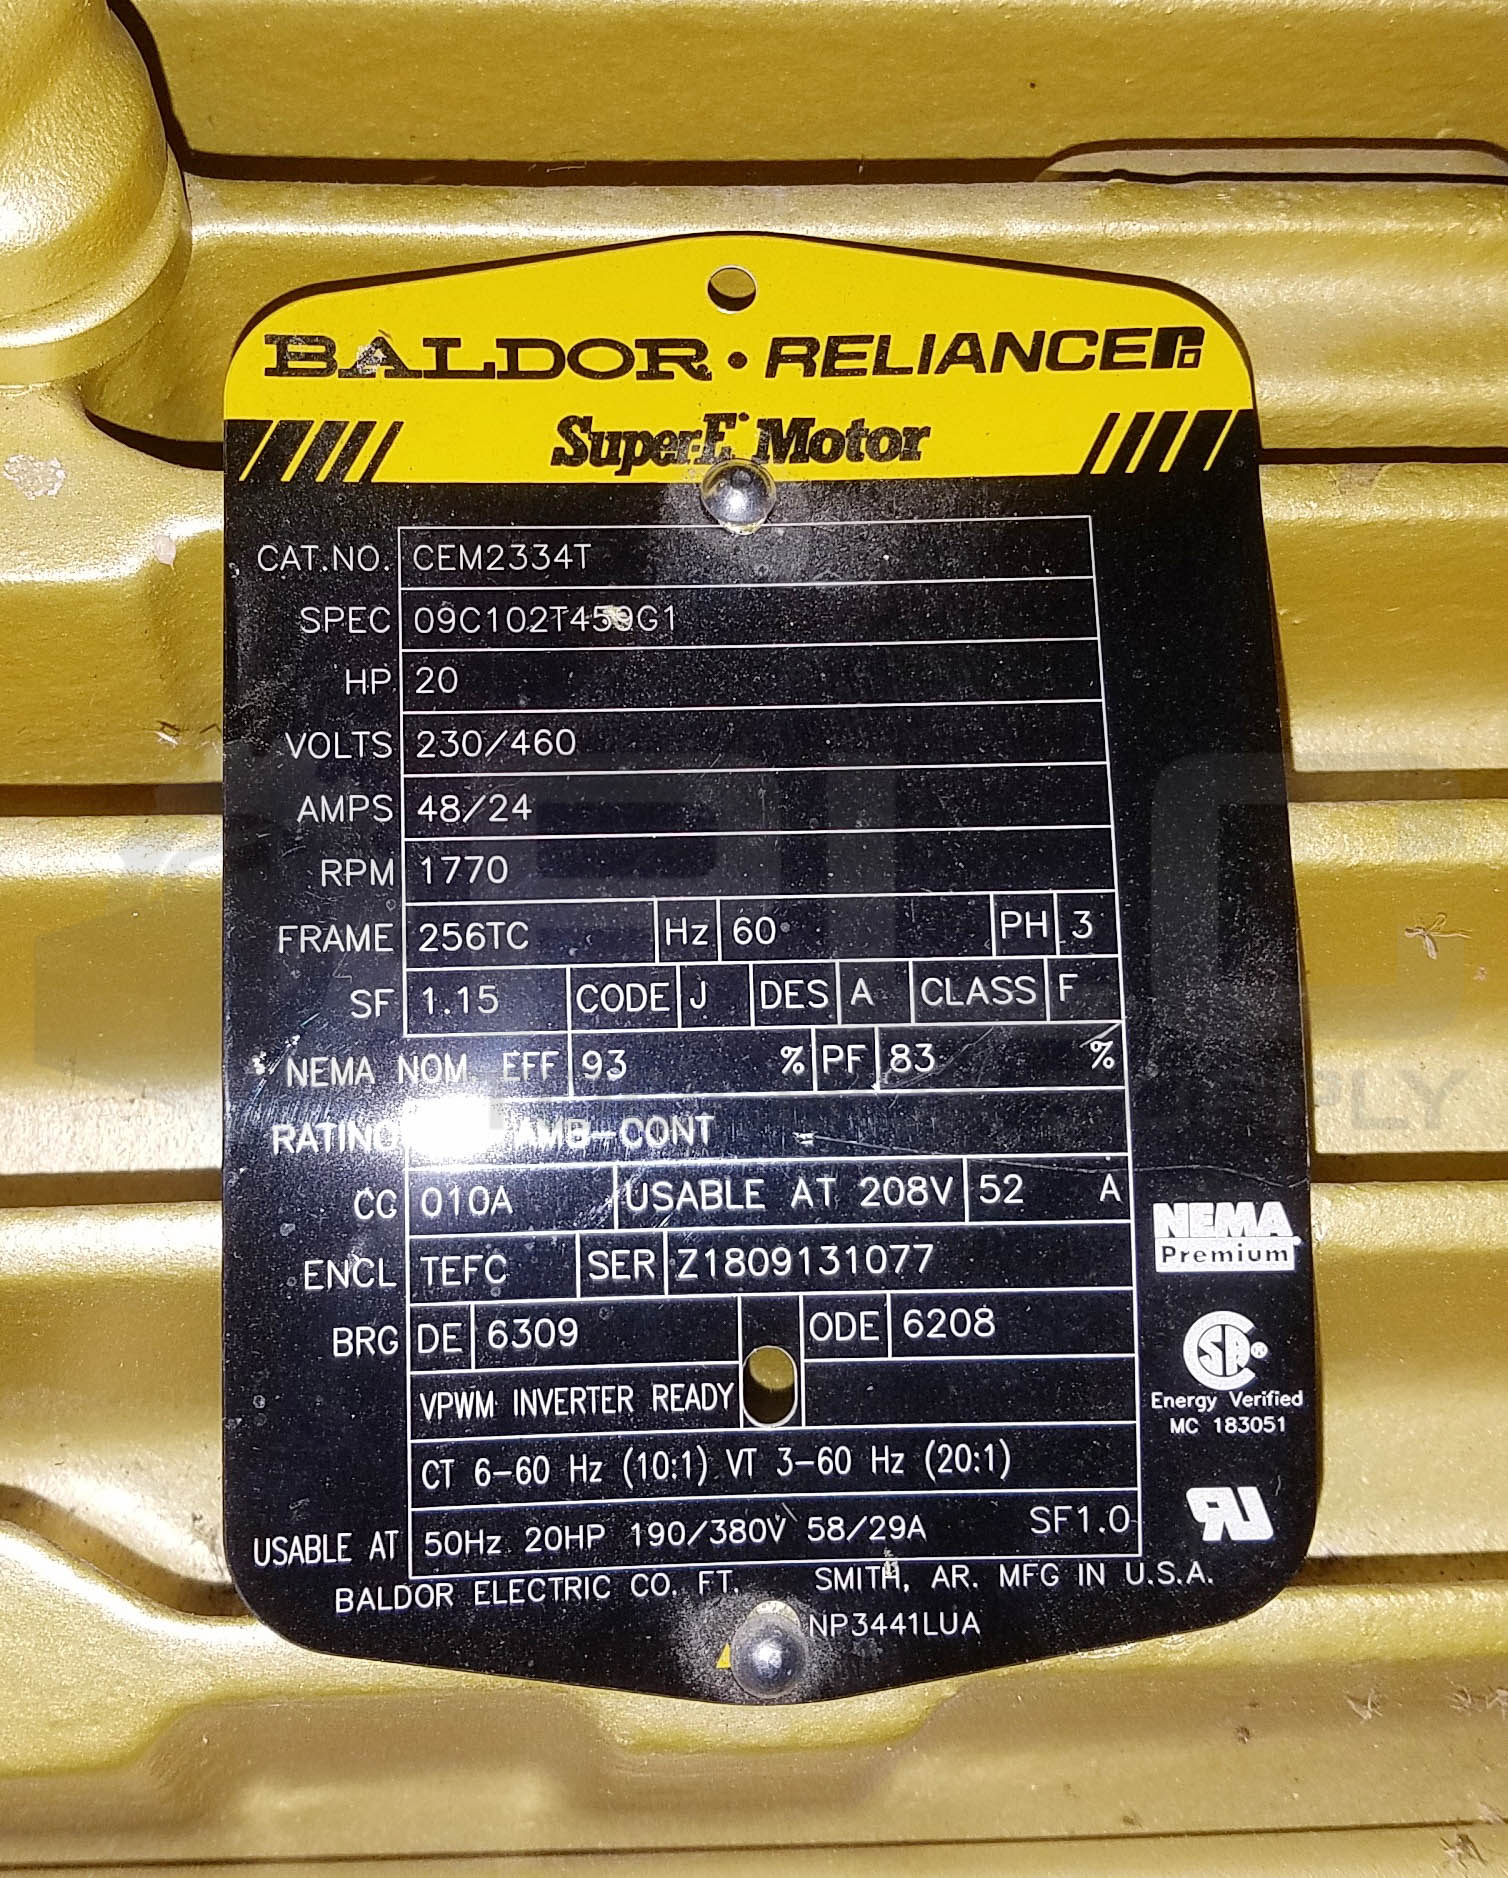 BALDOR • RELIANCE
Super-E Motor
CAT.NO. CEM2334T
SPEC 09C102T459G1
HP 20
VOLTS 230/460
AMPS 48/24
RPM 1770
FRAME 256TC Hz 60 PH 3
SF 1.15 CODE J DES A CLASS F
NEMA NOM. EFF 93 % PF 83 %
RATING AMB-CONT
CC 010A USABLE AT 208V 52 A
ENCL TEFC SER Z1809131077
BRG DE 6309 ODE 6208
VPWM INVERTER READY
CT 6-60 Hz (10:1) VT 3-60 Hz (20:1)
USABLE AT 50Hz 20HP 190/380V 58/29A SF1.0
BALDOR ELECTRIC CO. FT. SMITH, AR. MFG IN U.S.A.
NP3441LUA
NEMA
Premium
CSA®
Energy Verified
MC 183051
PLC